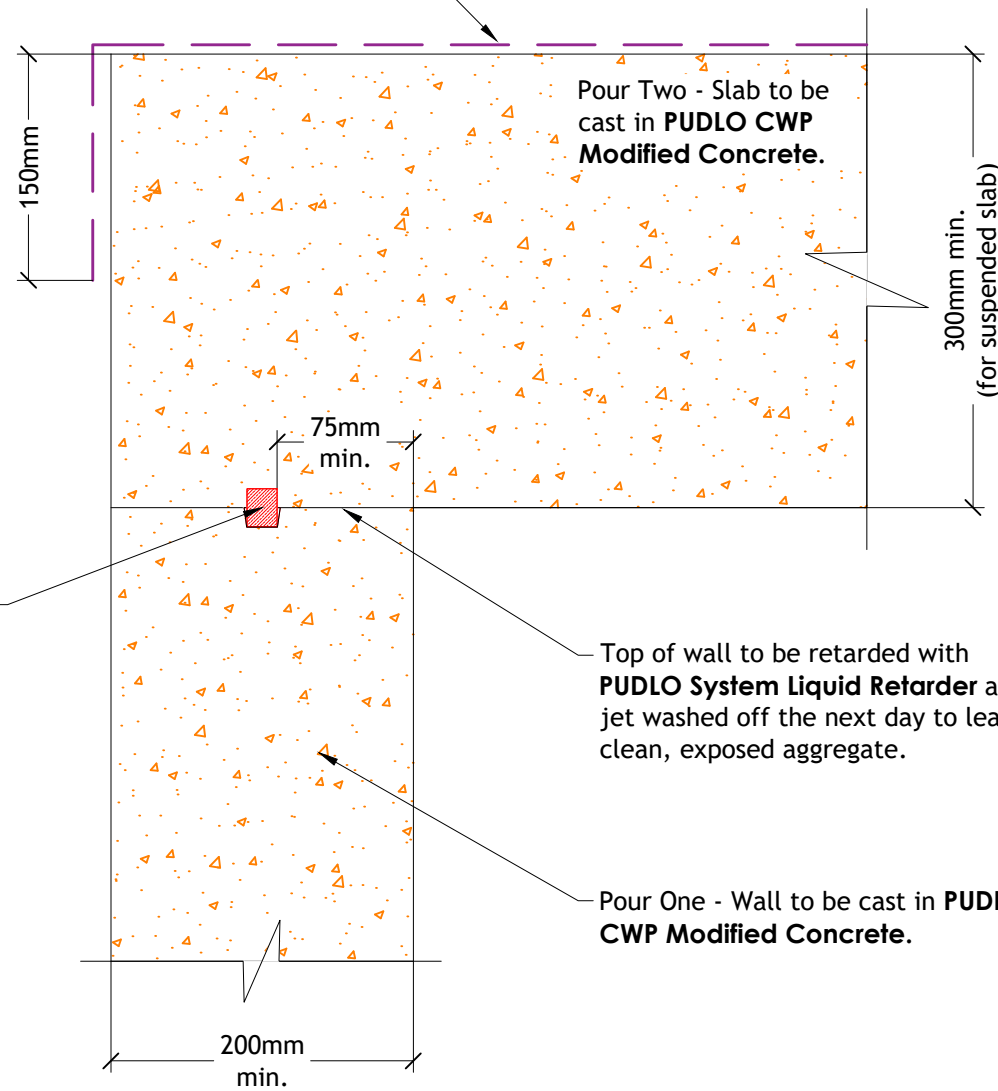 Pour Two - Slab to be
cast in PUDLO CWP
Modified Concrete.
150mm
300mm min.
(for suspended slab)
75mm
min.
Top of wall to be retarded with
PUDLO System Liquid Retarder
jet washed off the next day to
clean, exposed aggregate.
Pour One - Wall to be cast in
CWP Modified Concrete.
200mm
min.